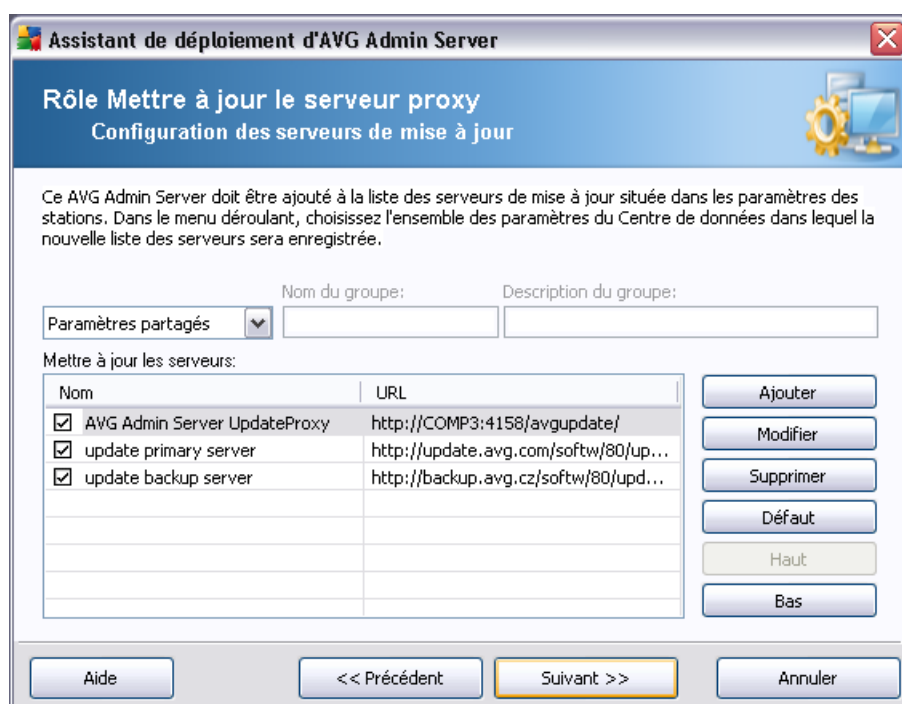 Assistant de déploiement d'AVG Admin Server
Rôle Mettre à jour le serveur proxy
Configuration des serveurs de mise à jour
Ce AVG Admin Server doit être ajouté à la liste des serveurs de mise à jour située dans les paramètres des
stations. Dans le menu déroulant, choisissez l'ensemble des paramètres du Centre de données dans lequel la
nouvelle liste des serveurs sera enregistrée.
Nom du groupe: Description du groupe:
Paramètres partagés
Mettre à jour les serveurs:
Nom URL
AVG Admin Server UpdateProxy http://COMP3:4158/avgupdate/
update primary server http://update.avg.com/softw/80/up...
update backup server http://backup.avg.cz/softw/80/upd...
Ajouter
Modifier
Supprimer
Défaut
Haut
Bas
Aide << Précédent Suivant >> Annuler